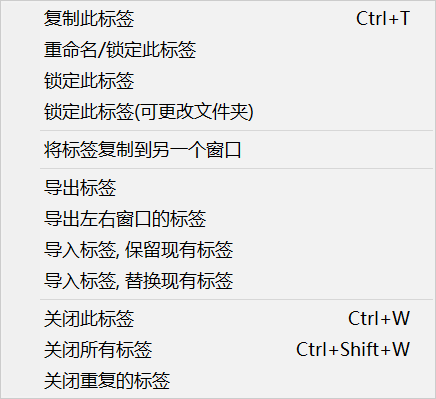 复制此标签 Ctrl+T
重命名/锁定此标签
锁定此标签
锁定此标签(可更改文件夹)
将标签复制到另一个窗口
导出标签
导出左右窗口的标签
导入标签, 保留现有标签
导入标签, 替换现有标签
关闭此标签 Ctrl+W
关闭所有标签 Ctrl+Shift+W
关闭重复的标签